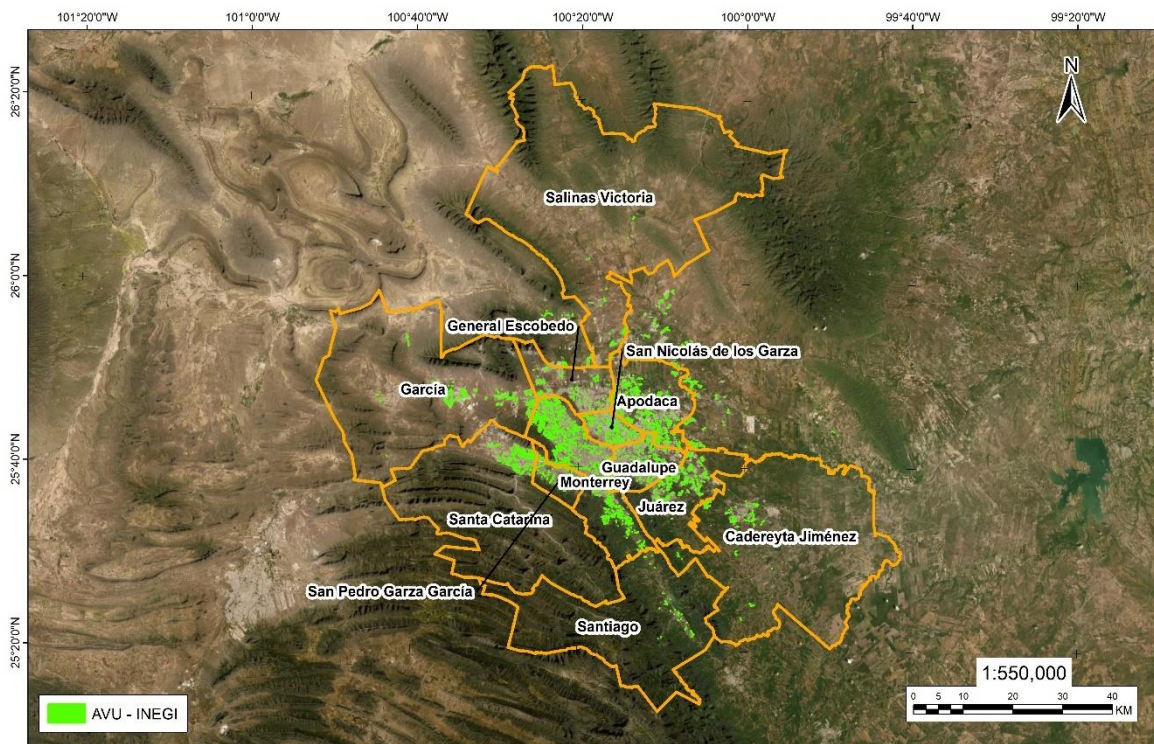 101°20'0"W 101°0'0"W 100°40'0"W 100°20'0"W 100°0'0"W 99°40'0"W 99°20'0"W
N
26°20'0"N
Salinas Victoria
26°0'0"N
General Escobedo
San Nicolás de los Garza
García
Apodaca
25°40'0"N
Guadalupe
Monterrey
Juárez
Santa Catarina
Cadereyta Jiménez
San Pedro Garza García
Santiago
25°20'0"N
1:550,000
0 5 10 20 30 40
KM
AVU - INEGI